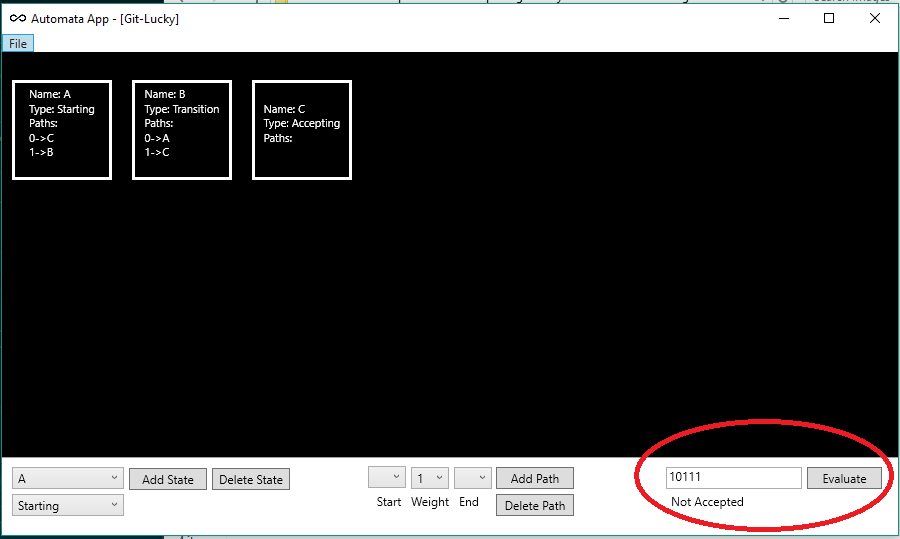 Automata App - [Git-Lucky]
File
Name: A
Type: Starting
Paths:
0->C
1->B
Name: B
Type: Transition
Paths:
0->A
1->C
Name: C
Type: Accepting
Paths:
A
Add State
Delete State
Starting
1
Add Path
Start
Weight
End
Delete Path
10111
Evaluate
Not Accepted